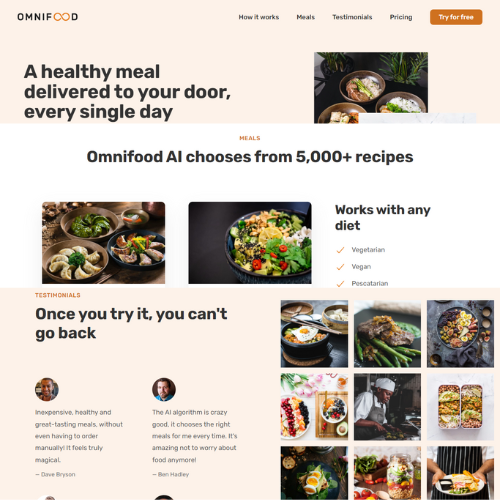 OMNIFOOD
How it works Meals Testimonials Pricing Try for free
A healthy meal
delivered to your door,
every single day
MEALS
Omnifood AI chooses from 5,000+ recipes
Works with any
diet
Vegetarian
Vegan
Pescatarian
TESTIMONIALS
Once you try it, you can't
go back
Inexpensive, healthy and
great-tasting meals, without
even having to order
manually! It feels truly
magical.
— Dave Bryson
The AI algorithm is crazy
good, it chooses the right
meals for me every time. It's
amazing not to worry about
food anymore!
— Ben Hadley